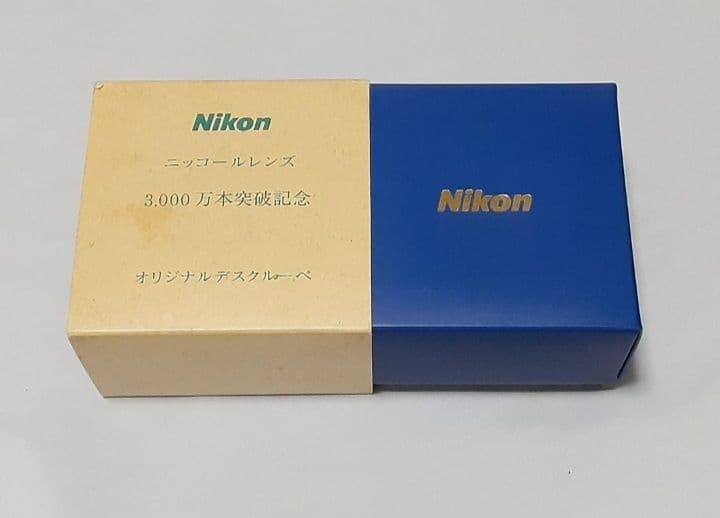 Nikon
ニッコールレンズ
3,000万本突破記念
オリジナルデスクルーペ
Nikon